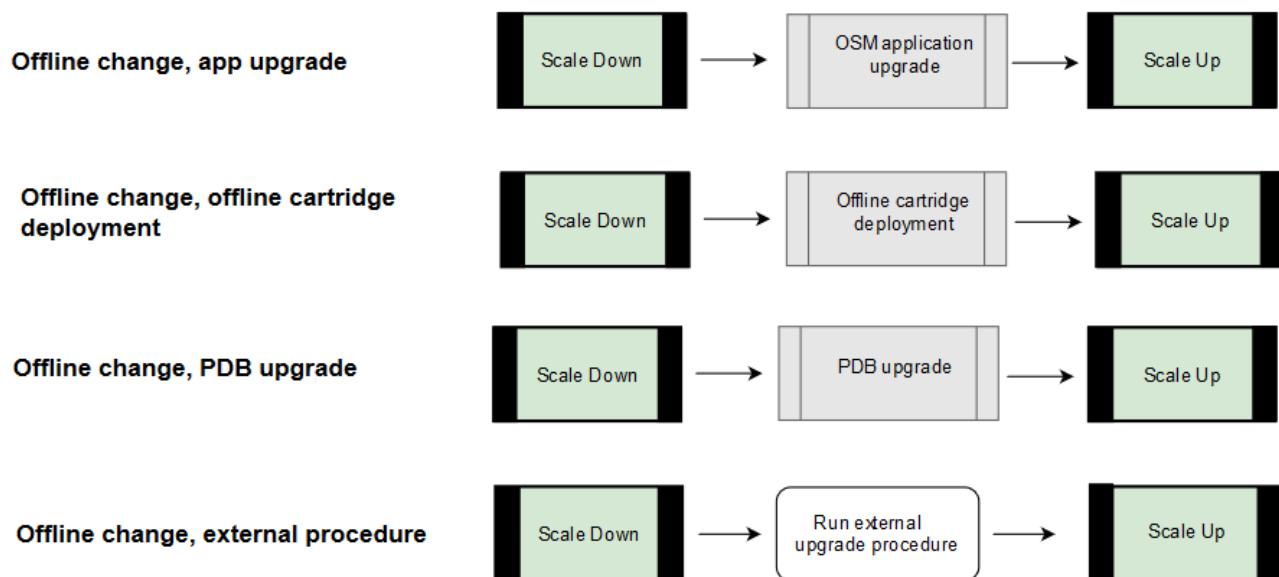 Offline change, app upgrade
Scale Down
OSM application
upgrade
Scale Up
Offline change, offline cartridge
deployment
Scale Down
Offline cartridge
deployment
Scale Up
Offline change, PDB upgrade
Scale Down
PDB upgrade
Scale Up
Offline change, external procedure
Scale Down
Run external
upgrade procedure
Scale Up